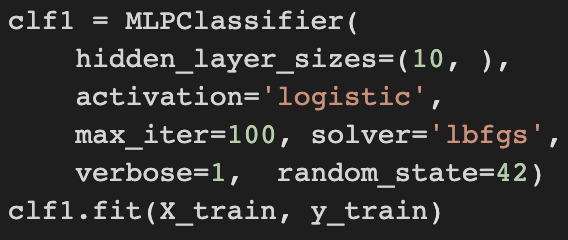 clf1 = MLPClassifier(
    hidden_layer_sizes=(10, ),
    activation='logistic',
    max_iter=100, solver='lbfgs',
    verbose=1,  random_state=42)
clf1.fit(X_train, y_train)